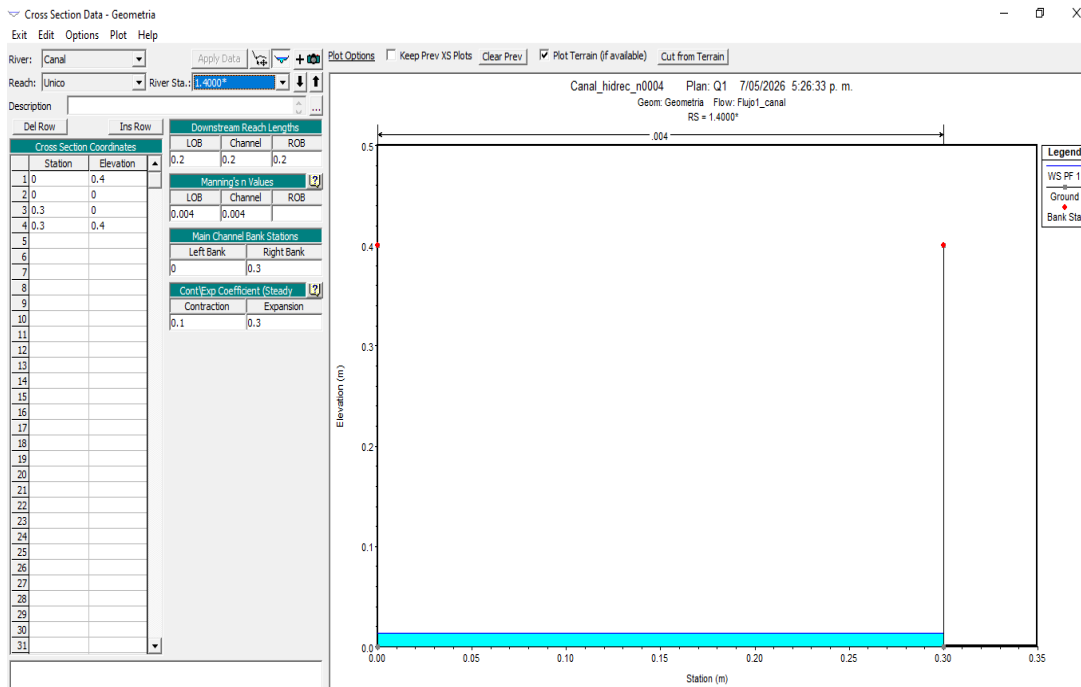 Cross Section Data - Geometria
Exit Edit Options Plot Help
River: Canal
Apply Data
Reach: Unico
River Sta.: 1.4000*
Description
...
Del Row
Ins Row
Cross Section Coordinates
Station Elevation
1 0 0.4
2 0 0
3 0.3 0
4 0.3 0.4
5
6
7
8
9
10
11
12
13
14
15
16
17
18
19
20
21
22
23
24
25
26
27
28
29
30
31
Downstream Reach Lengths
LOB Channel ROB
0.2 0.2 0.2
Manning's n Values
?
LOB Channel ROB
0.004 0.004
Main Channel Bank Stations
Left Bank Right Bank
0 0.3
Cont\Exp Coefficient (Steady
?
Contraction Expansion
0.1 0.3
Plot Options
Keep Prev XS Plots
Clear Prev
Plot Terrain (if available)
Cut from Terrain
Canal_hidrec_n0004 Plan: Q1 7/05/2026 5:26:33 p. m.
Geom: Geometria Flow: Flujo1_canal
RS = 1.4000*
.004
0.5
0.4
0.3
0.2
0.1
0.0
Elevation (m)
0.00 0.05 0.10 0.15 0.20 0.25 0.30 0.35
Station (m)
Legend
WS PF 1
Ground
Bank Sta